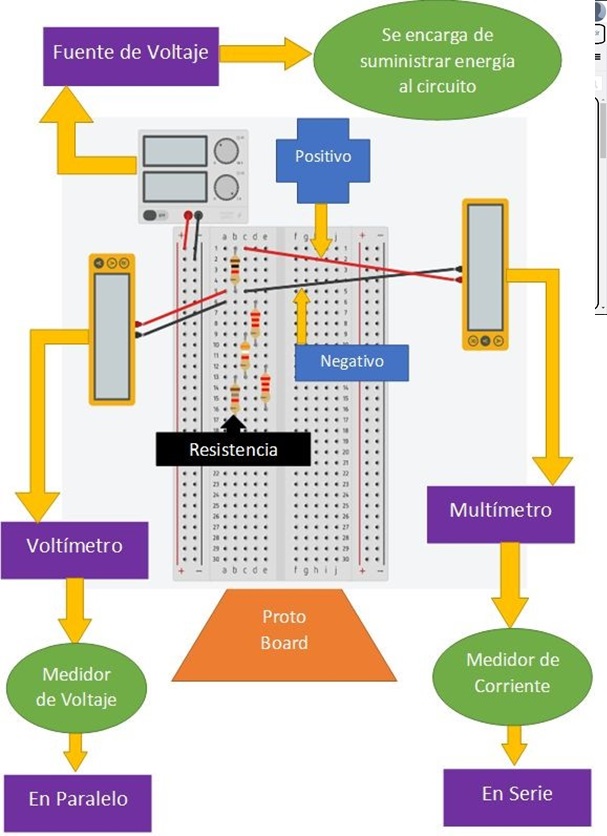 Fuente de Voltaje
Se encarga de
suministrar energía
al circuito
Positivo
Negativo
Resistencia
Voltímetro
Multímetro
Proto
Board
Medidor
de Voltaje
Medidor de
Corriente
En Paralelo
En Serie
a b c d e
f g
+ −
a b c d e
f g h i j
+ −